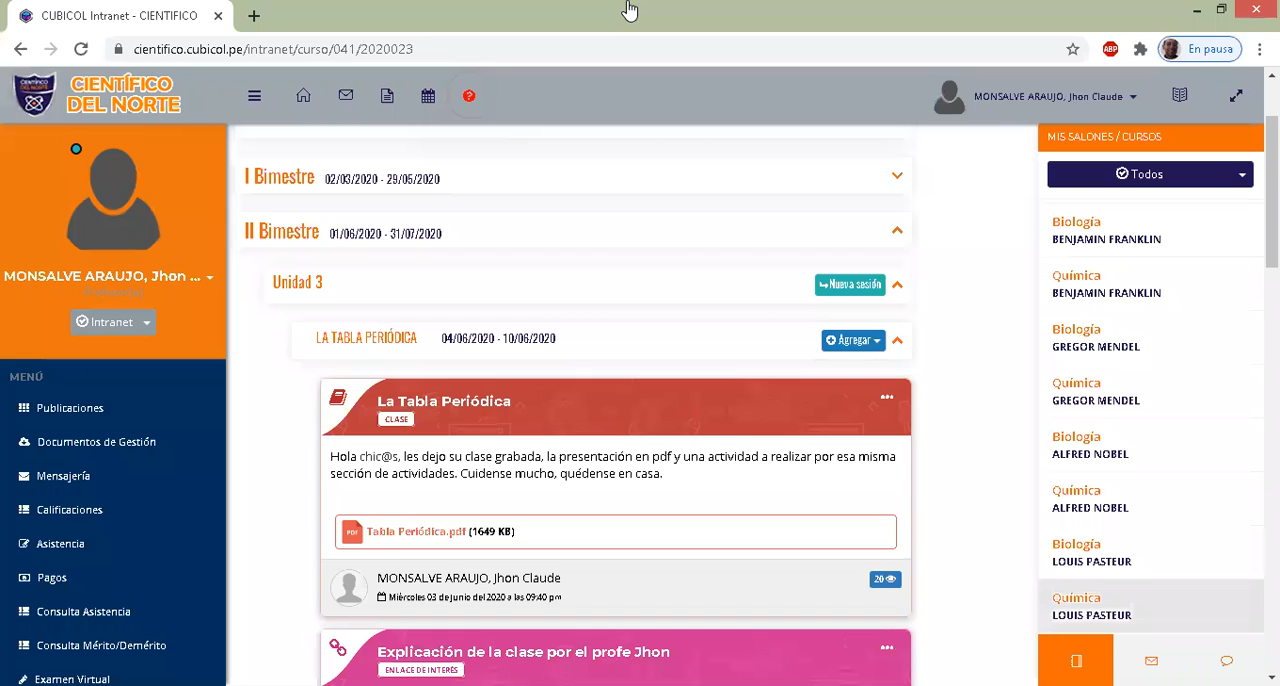 CUBICOL Intranet - CIENTIFICO
cientifico.cubicol.pe/intranet/curso/041/2020023
ABP
En pausa
CIENTÍFICO
DEL NORTE
MONSALVE ARAUJO, Jhon Claude
MONSALVE ARAUJO, Jhon ...
Intranet
MENÚ
Publicaciones
Documentos de Gestión
Mensajería
Calificaciones
Asistencia
Pagos
Consulta Asistencia
Consulta Mérito/Demérito
Examen Virtual
I Bimestre 02/03/2020 - 29/05/2020
II Bimestre 01/06/2020 - 31/07/2020
Unidad 3
Nueva sesión
LA TABLA PERIÓDICA 04/06/2020 - 10/06/2020
Agregar
La Tabla Periódica
CLASE
Hola chic@s, les dejo su clase grabada, la presentación en pdf y una actividad a realizar por esa misma
sección de actividades. Cuidense mucho, quédense en casa.
PDF Tabla Periódica.pdf (1649 KB)
MONSALVE ARAUJO, Jhon Claude
Miércoles 03 de Junio del 2020 a las 09:40 pm
20
Explicación de la clase por el profe Jhon
ENLACE DE INTERÉS
MIS SALONES / CURSOS
Todos
Biología
BENJAMIN FRANKLIN
Química
BENJAMIN FRANKLIN
Biología
GREGOR MENDEL
Química
GREGOR MENDEL
Biología
ALFRED NOBEL
Química
ALFRED NOBEL
Biología
LOUIS PASTEUR
Química
LOUIS PASTEUR